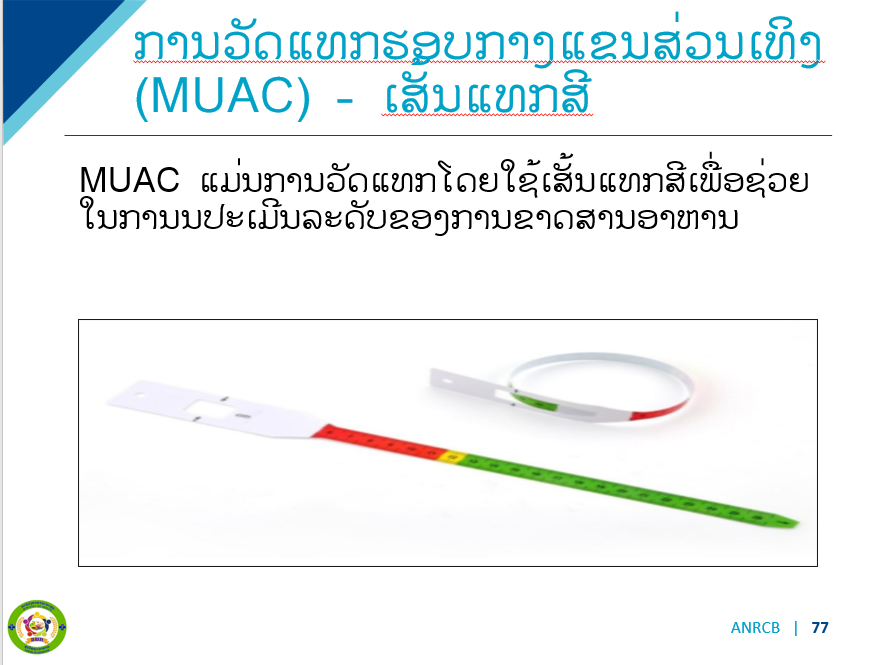 ການວັດແທກຮອບກາງແຂນສ່ວນເທິງ
(MUAC) - ເສັ້ນແທກສີ
MUAC ແມ່ນການວັດແທກໂດຍໃຊ້ເສັ້ນແທກສີເພື່ອຊ່ວຍ
ໃນການນປະເມີນລະດັບຂອງການຂາດສານອາຫານ
ANRCB | 77